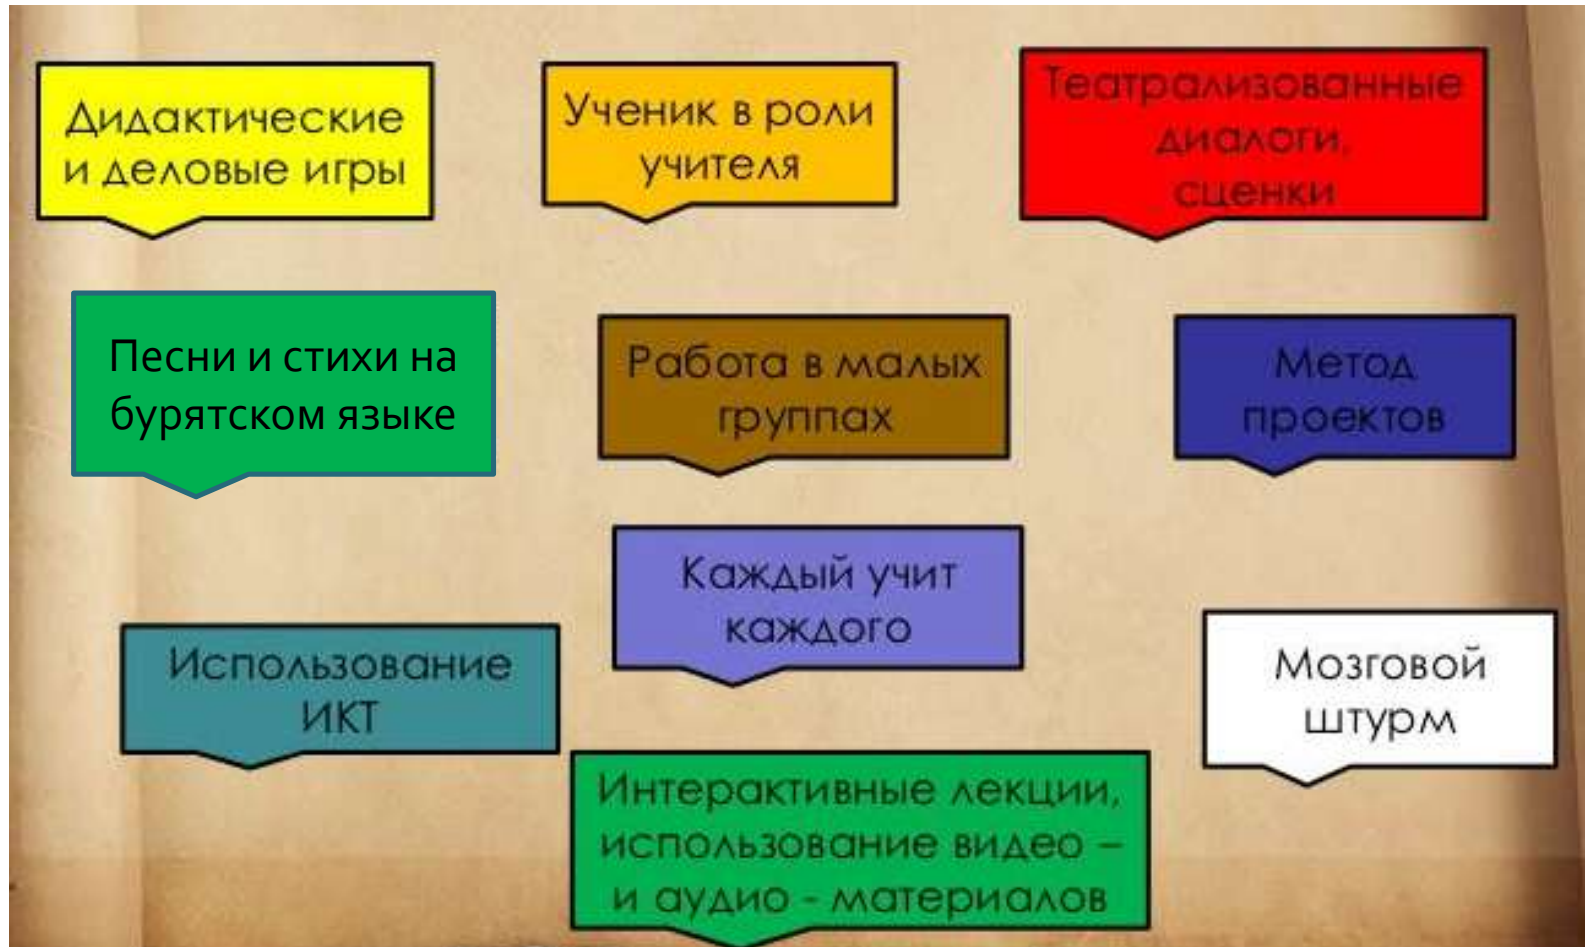 Дидактические
и деловые игры
Ученик в роли
учителя
Театрализованные
диалоги,
сценки
Песни и стихи на
бурятском языке
Работа в малых
группах
Метод
проектов
Каждый учит
каждого
Использование
ИКТ
Мозговой
штурм
Интерактивные лекции,
использование видео –
и аудио - материалов